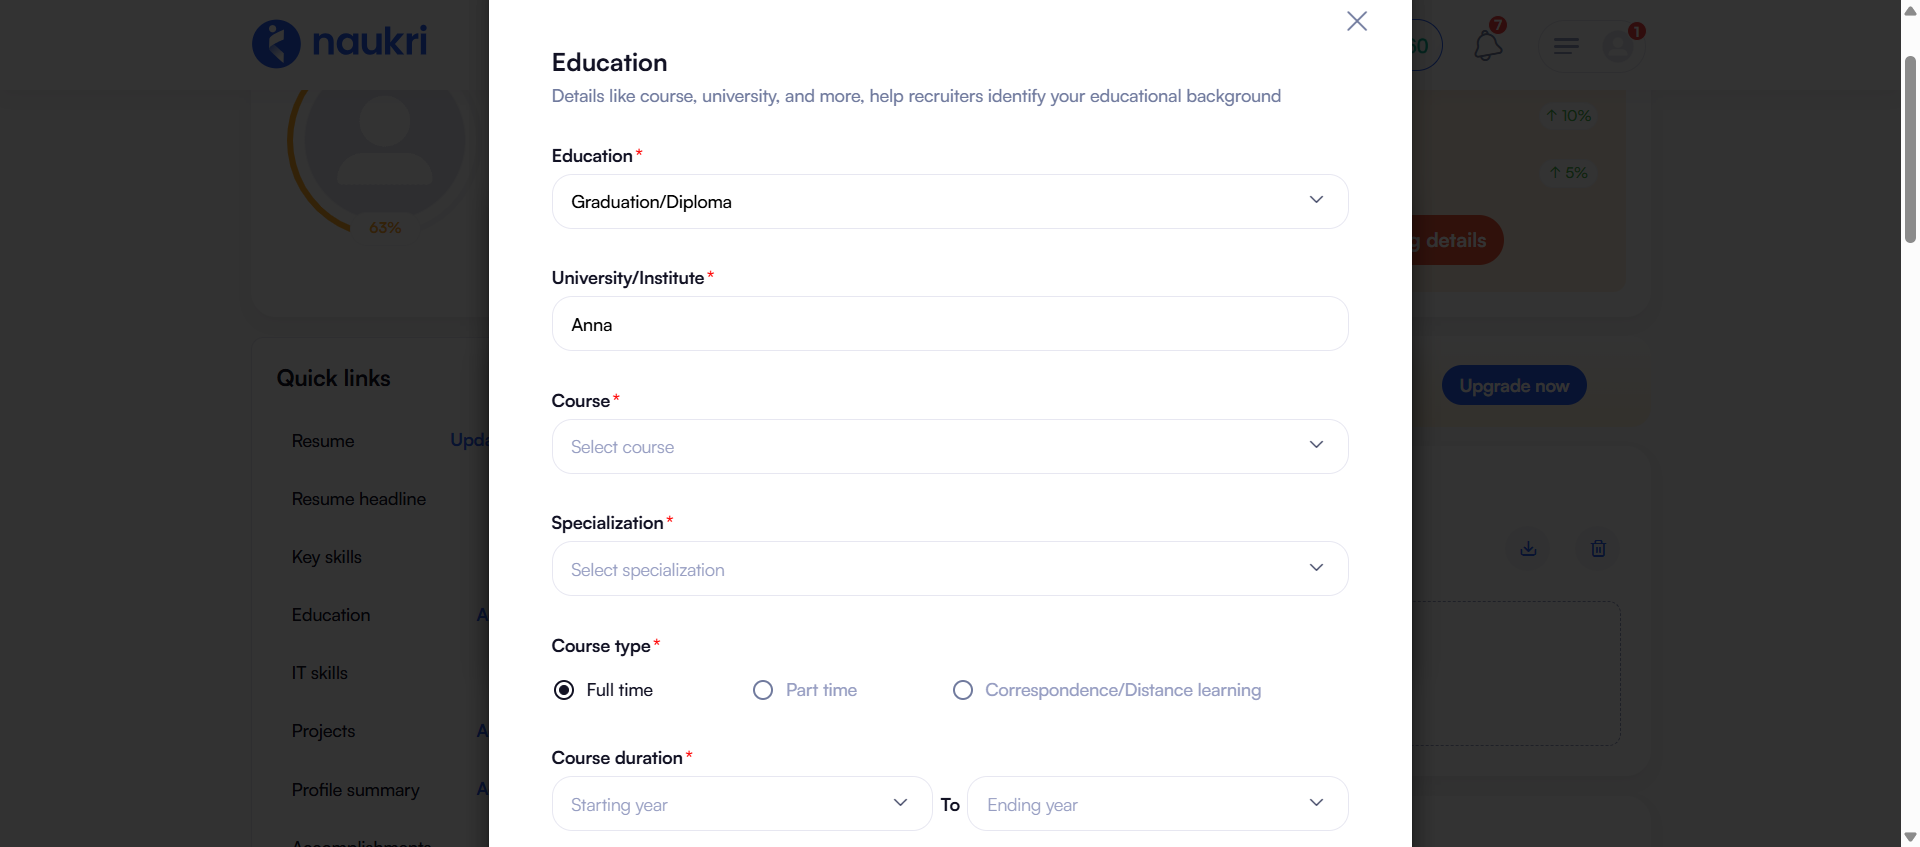 naukri
60
7
1
63%
10%
5%
g details
Upgrade now
Quick links
Resume
Upda
Resume headline
Key skills
Education
A
IT skills
Projects
A
Profile summary
A
Accomplishments
Education
Details like course, university, and more, help recruiters identify your educational background
Education*
Graduation/Diploma
University/Institute*
Anna
Course*
Select course
Specialization*
Select specialization
Course type*
Full time
Part time
Correspondence/Distance learning
Course duration*
Starting year
To
Ending year